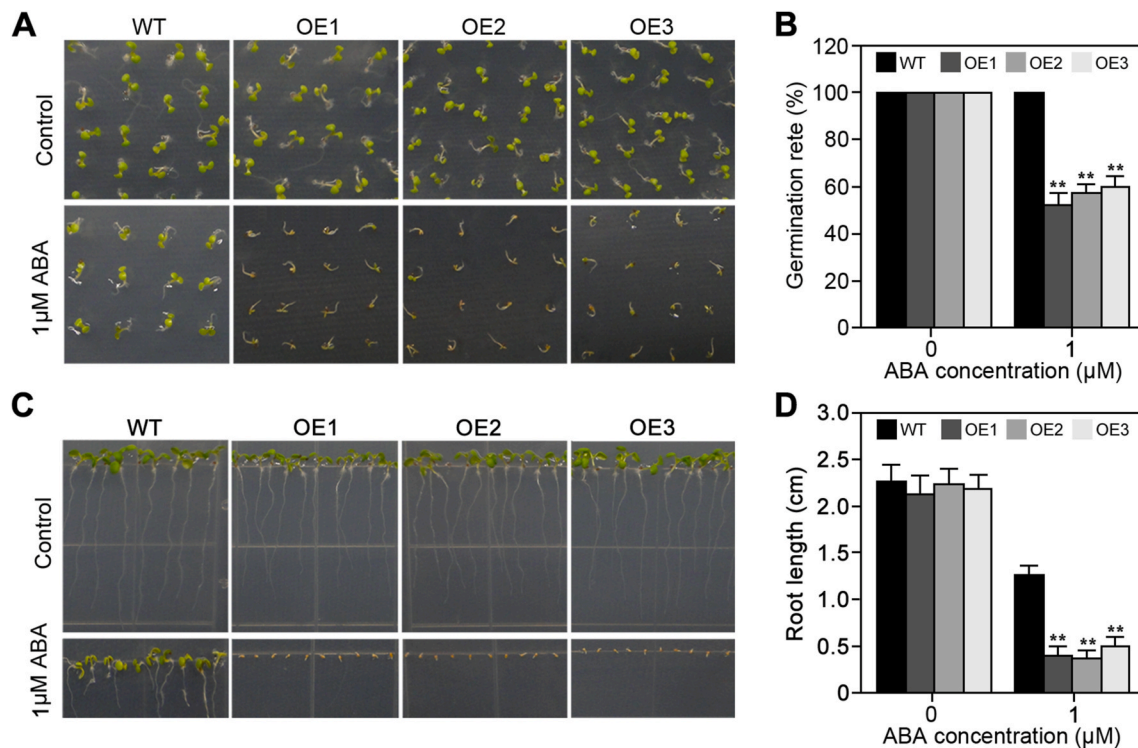 A
WT OE1 OE2 OE3
Control
1μM ABA
B
120
100
80
60
40
20
0
WT OE1 OE2 OE3
** ** **
0 1
Germination rete (%)
ABA concentration (μM)
C
WT OE1 OE2 OE3
Control
1μM ABA
D
3.0
2.5
2.0
1.5
1.0
0.5
0
WT OE1 OE2 OE3
** ** **
0 1
Root length (cm)
ABA concentration (μM)